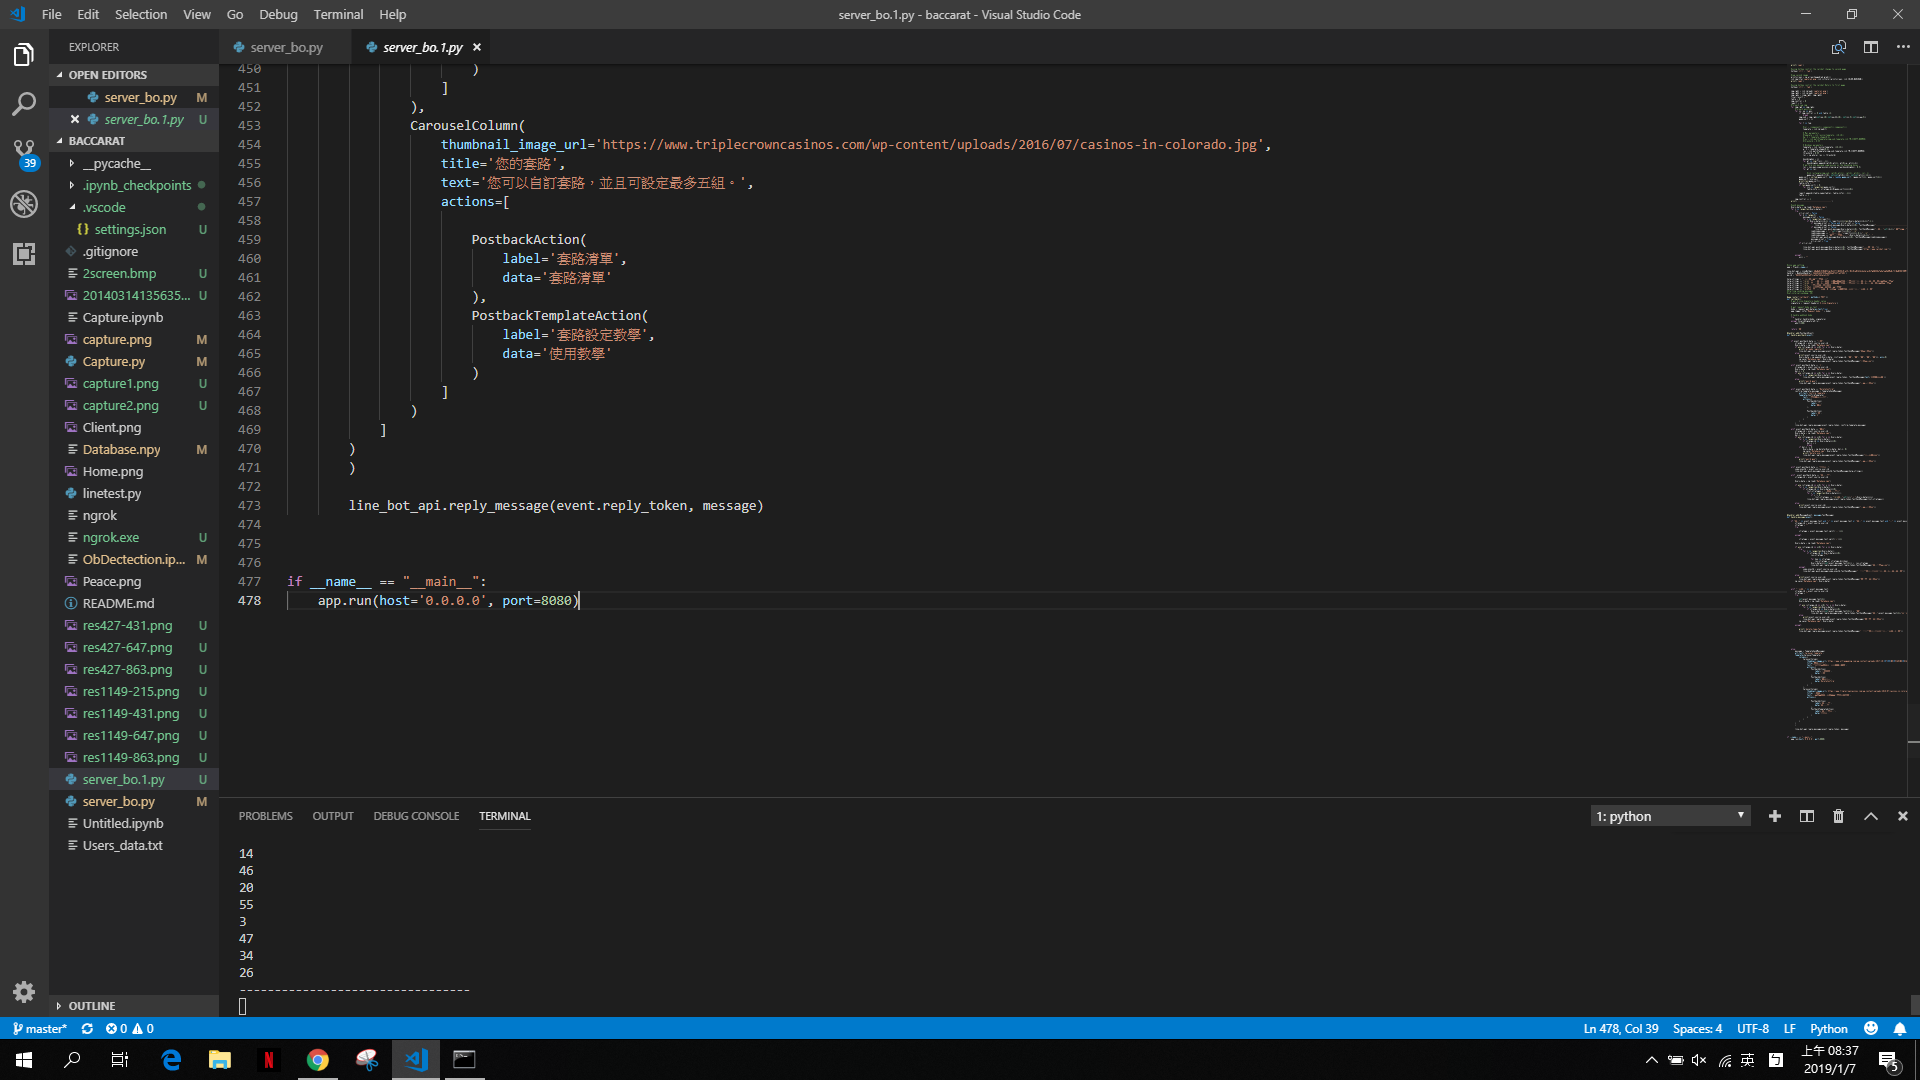 File Edit Selection View Go Debug Terminal Help
server_bo.1.py - baccarat - Visual Studio Code
EXPLORER
OPEN EDITORS
server_bo.py M
server_bo.1.py U
BACCARAT
__pycache__
.ipynb_checkpoints
.vscode
settings.json U
.gitignore
2screen.bmp U
20140314135635... U
Capture.ipynb
capture.png M
Capture.py M
capture1.png U
capture2.png U
Client.png
Database.npy M
Home.png
linetest.py
ngrok
ngrok.exe U
ObDectection.ip... M
Peace.png
README.md
res427-431.png U
res427-647.png U
res427-863.png U
res1149-215.png U
res1149-431.png U
res1149-647.png U
res1149-863.png U
server_bo.1.py U
server_bo.py M
Untitled.ipynb
Users_data.txt
OUTLINE
39
server_bo.py server_bo.1.py
450 )
451 ]
452 ),
453 CarouselColumn(
454 thumbnail_image_url='https://www.triplecrowncasinos.com/wp-content/uploads/2016/07/casinos-in-colorado.jpg',
455 title='您的套路',
456 text='您可以自訂套路，並且可設定最多五組。',
457 actions=[
458
459 PostbackAction(
460 label='套路清單',
461 data='套路清單'
462 ),
463 PostbackTemplateAction(
464 label='套路設定教學',
465 data='使用教學'
466 )
467 ]
468 )
469 ]
470 )
471 )
472
473 line_bot_api.reply_message(event.reply_token, message)
474
475
476
477 if __name__ == "__main__":
478 app.run(host='0.0.0.0', port=8080)
PROBLEMS OUTPUT DEBUG CONSOLE TERMINAL
1: python
14
46
20
55
3
47
34
26
---------------------------------
master* 0 0
Ln 478, Col 39 Spaces: 4 UTF-8 LF Python
英
上午 08:37
2019/1/7
5